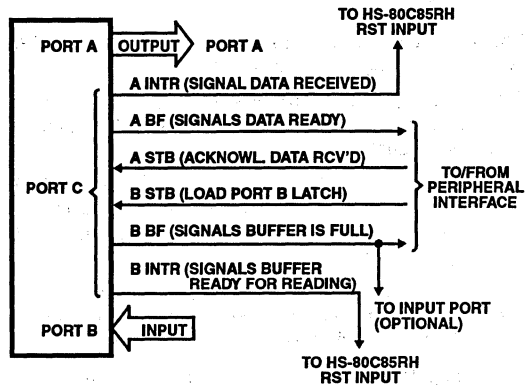 TO HS-80C85RH
RST INPUT
PORT A
OUTPUT
PORT A
A INTR (SIGNAL DATA RECEIVED)
A BF (SIGNALS DATA READY)
A STB (ACKNOWL. DATA RCV'D)
PORT C
TO/FROM
PERIPHERAL
INTERFACE
B STB (LOAD PORT B LATCH)
B BF (SIGNALS BUFFER IS FULL)
B INTR (SIGNALS BUFFER
READY FOR READING)
TO INPUT PORT
(OPTIONAL)
PORT B
INPUT
TO HS-80C85RH
RST INPUT